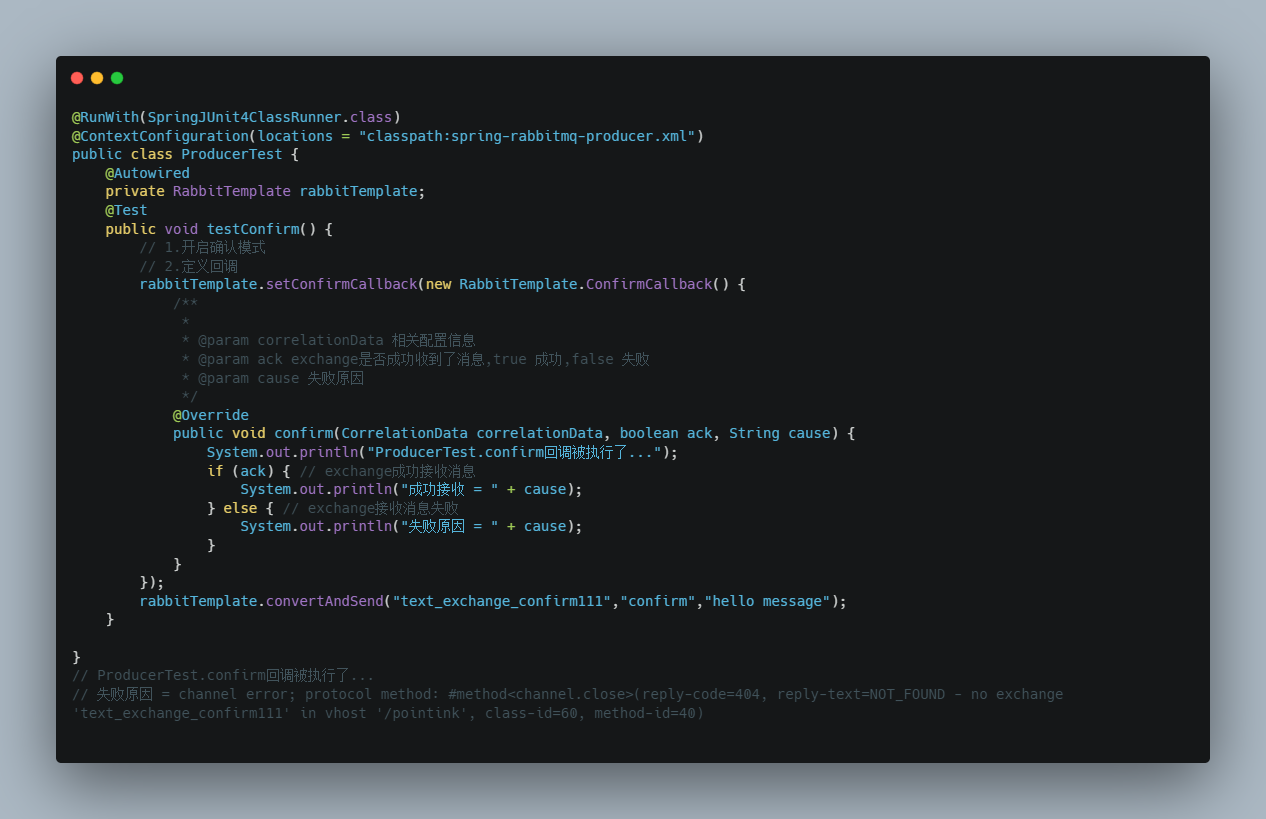 @RunWith(SpringJUnit4ClassRunner.class)
@ContextConfiguration(locations = "classpath:spring-rabbitmq-producer.xml")
public class ProducerTest {
    @Autowired
    private RabbitTemplate rabbitTemplate;
    @Test
    public void testConfirm() {
        // 1.开启确认模式
        // 2.定义回调
        rabbitTemplate.setConfirmCallback(new RabbitTemplate.ConfirmCallback() {
            /**
             *
             * @param correlationData 相关配置信息
             * @param ack exchange是否成功收到了消息,true 成功,false 失败
             * @param cause 失败原因
             */
            @Override
            public void confirm(CorrelationData correlationData, boolean ack, String cause) {
                System.out.println("ProducerTest.confirm回调被执行了...");
                if (ack) { // exchange成功接收消息
                    System.out.println("成功接收 = " + cause);
                } else { // exchange接收消息失败
                    System.out.println("失败原因 = " + cause);
                }
            }
        });
        rabbitTemplate.convertAndSend("text_exchange_confirm111","confirm","hello message");
    }

}
// ProducerTest.confirm回调被执行了...
// 失败原因 = channel error; protocol method: #method<channel.close>(reply-code=404, reply-text=NOT_FOUND - no exchange
'text_exchange_confirm111' in vhost '/pointink', class-id=60, method-id=40)